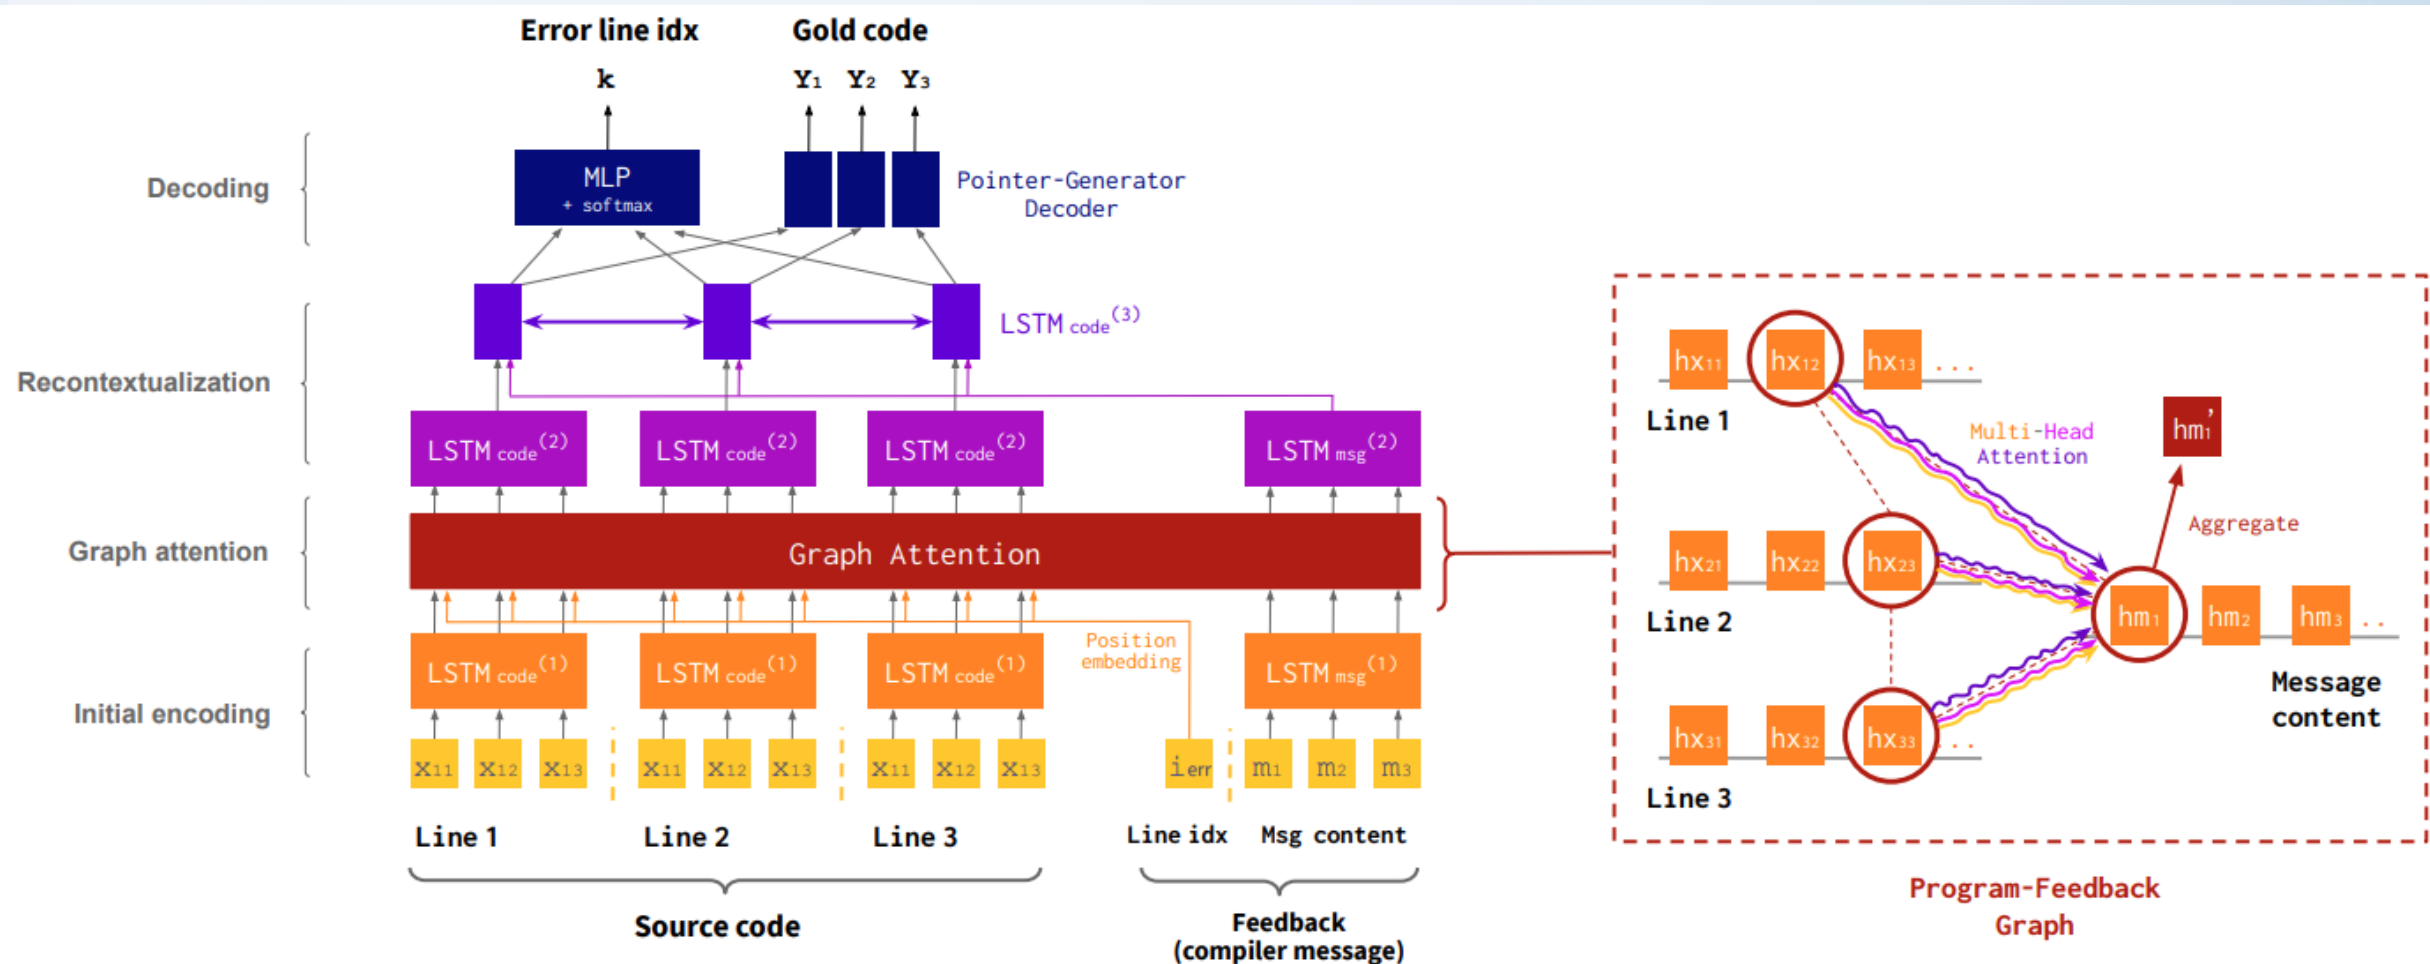 Error line idx
Gold code
k
Y1 Y2 Y3
Decoding
MLP
+ softmax
Pointer-Generator
Decoder
Recontextualization
LSTM code(3)
LSTM code(2)
LSTM code(2)
LSTM code(2)
LSTM msg(2)
Graph attention
Graph Attention
Position
embedding
Initial encoding
LSTM code(1)
LSTM code(1)
LSTM code(1)
LSTM msg(1)
x11 x12 x13
x11 x12 x13
x11 x12 x13
ierr
m1 m2 m3
Line 1
Line 2
Line 3
Line idx
Msg content
Source code
Feedback
(compiler message)
hx11 hx12 hx13 ...
Line 1
Multi-Head
Attention
hm1'
Aggregate
hx21 hx22 hx23
Line 2
hm1 hm2 hm3 ..
Message
content
hx31 hx32 hx33 ...
Line 3
Program-Feedback
Graph